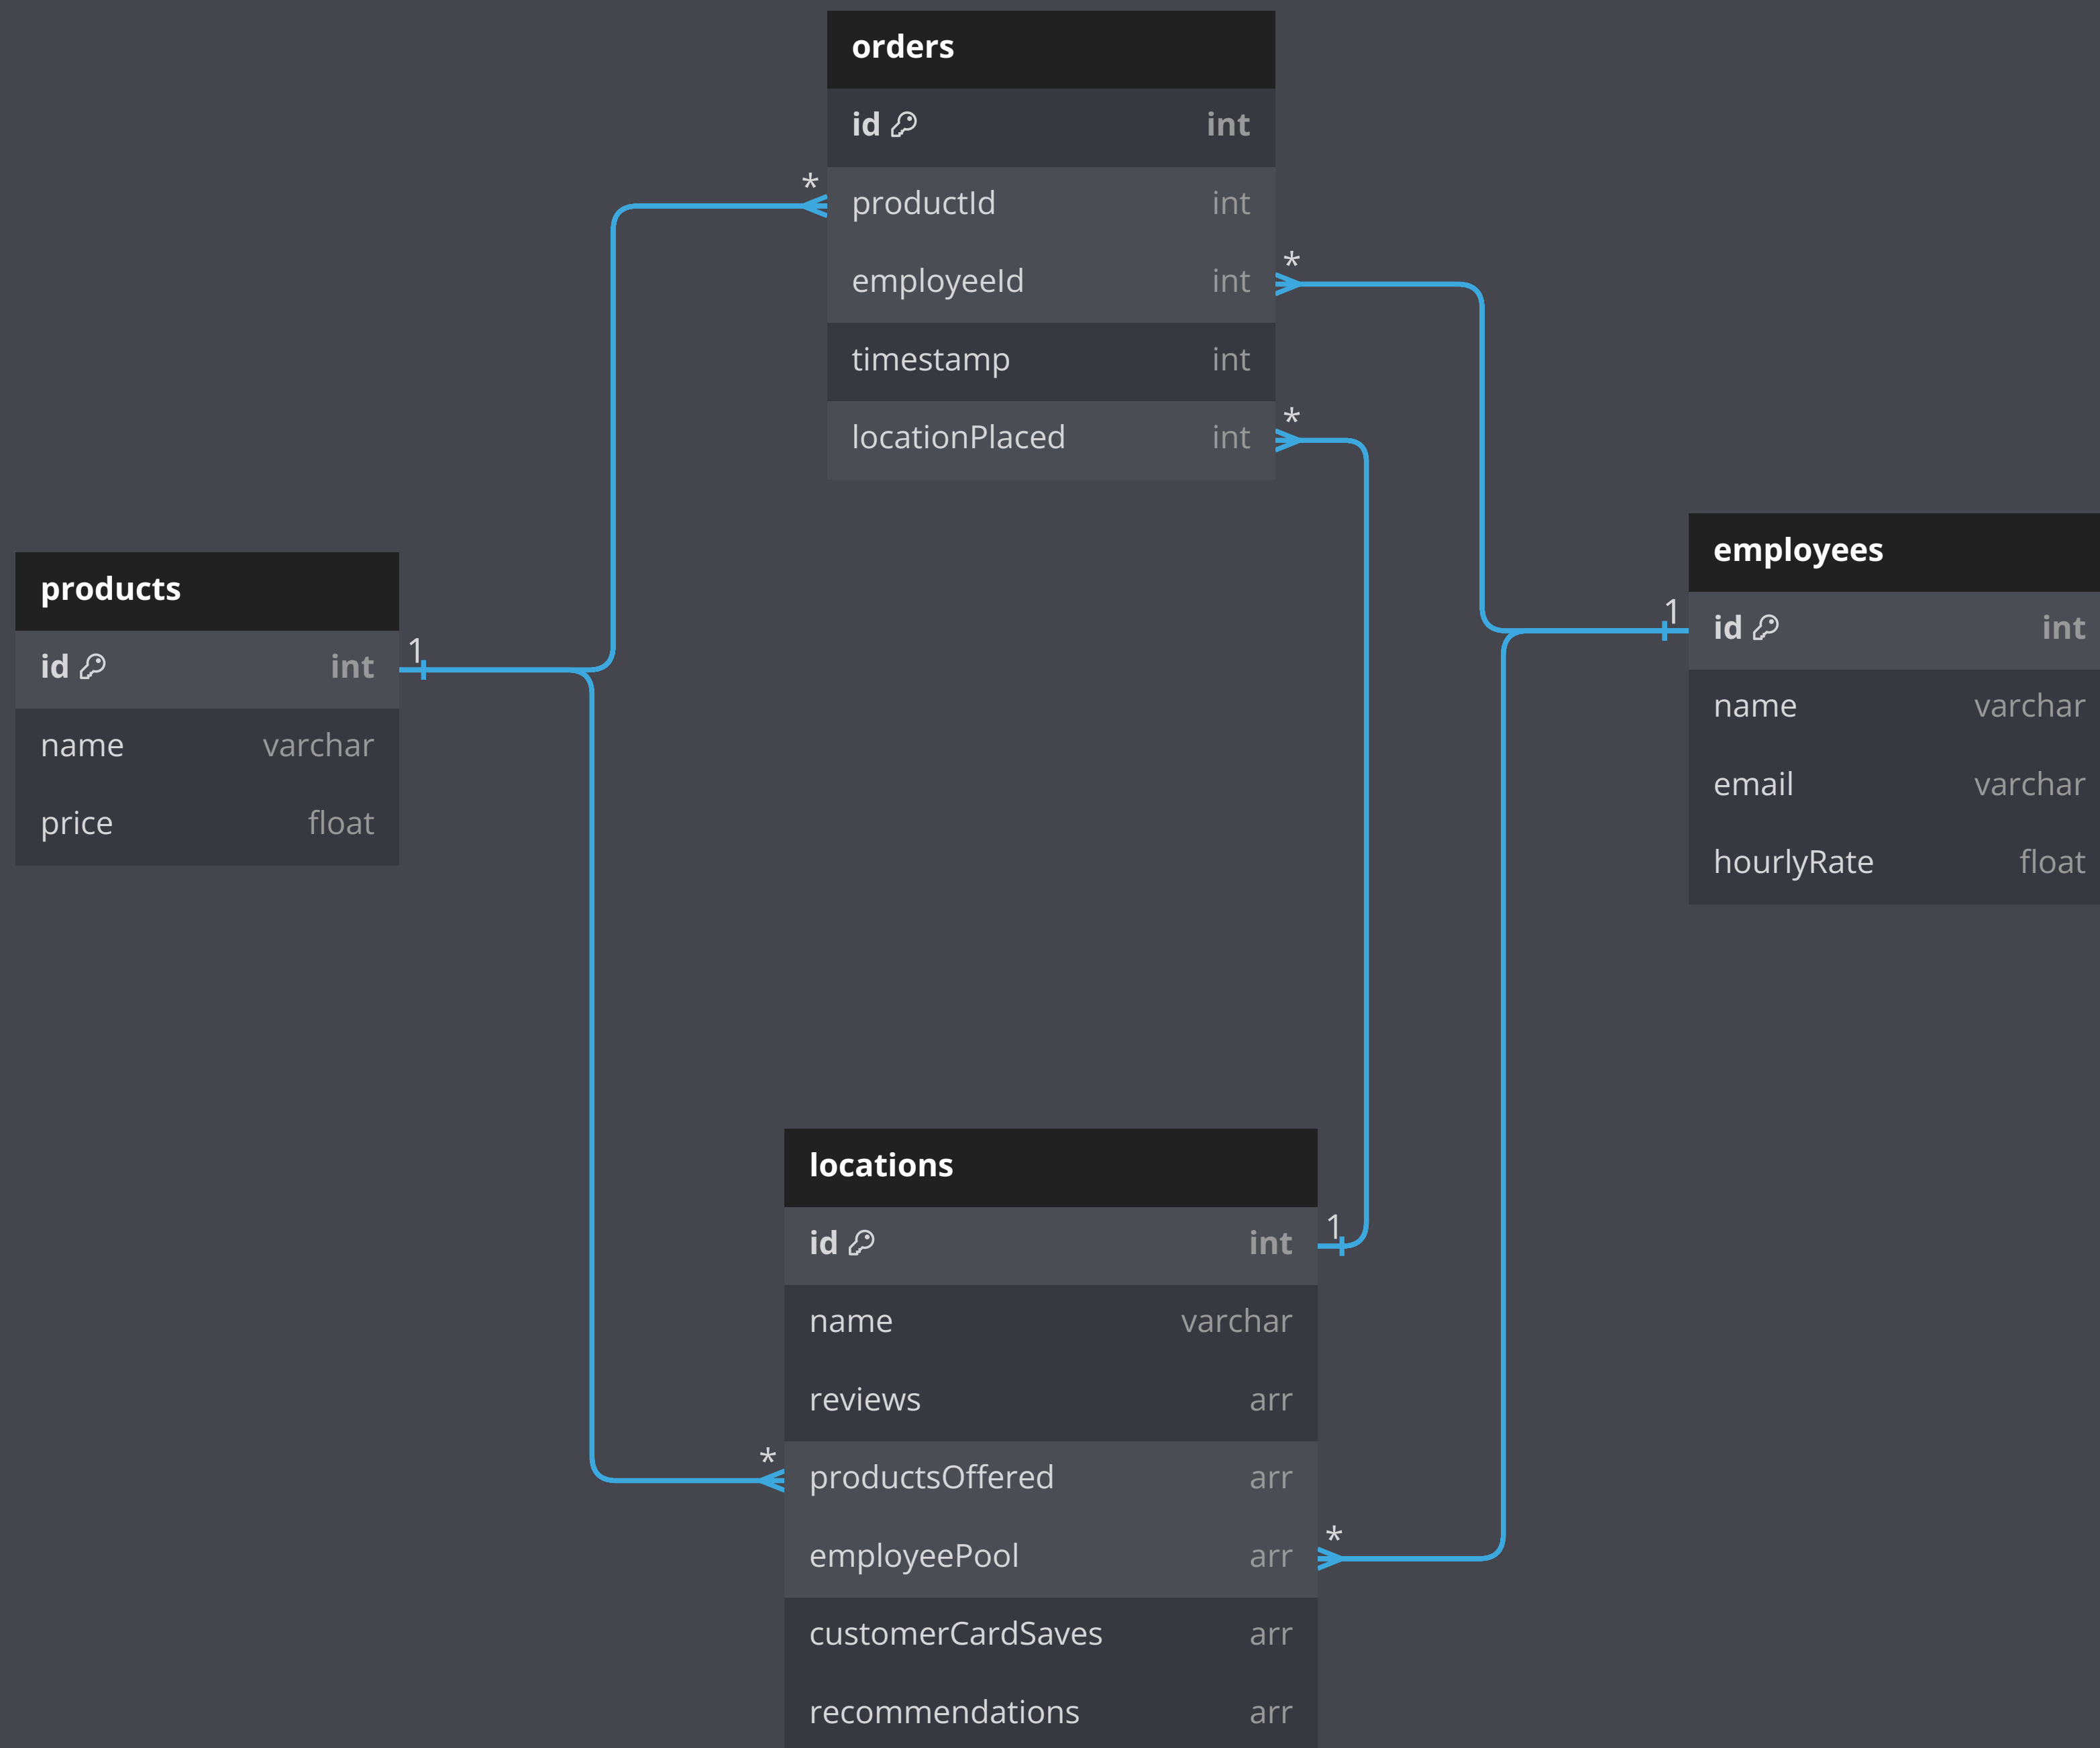 orders
id int
*
productId int
*
employeeId int
timestamp int
*
locationPlaced int
products
1
id int
name varchar
price float
employees
1
id int
name varchar
email varchar
hourlyRate float
locations
1
id int
name varchar
reviews arr
*
productsOffered arr
*
employeePool arr
customerCardSaves arr
recommendations arr